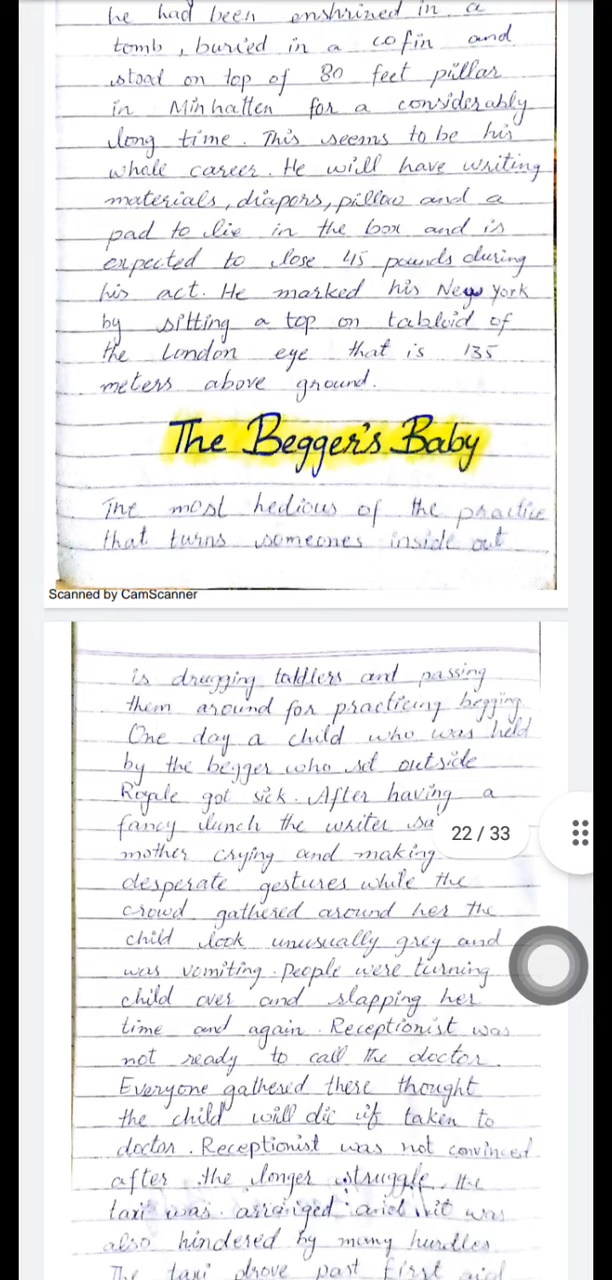 he had been enshrined in a
tomb, buried in a cofin and
stood on top of 80 feet pillar
in Minhatten for a considerably
long time. This seems to be his
whole career. He will have writing
materials, diapors, pillow and a
pad to lie in the box and is
expected to lose 45 pounds during
his act. He marked his New York
by sitting a top on tabloid of
the London eye that is 135
meters above ground.
The Begger's Baby
The most hedious of the practice
that turns someones inside out
Scanned by CamScanner
is drugging taddlers and passing
them around for practicing begging.
One day a child who was held
by the begger who set outside
Royale got sick. After having a
fancy lunch the writer
22 / 33
mother crying and making
desperate gestures while the
crowd gathered around her the
child look unusually grey and
was vomiting. People were turning
child over and slapping her
time and again. Receptionist was
not ready to call the doctor.
Everyone gathered there thought
the child will die if taken to
doctor. Receptionist was not convinced
after the longer struggle. the
taxi was arranged and it was
also hindered by many hurdles
The taxi drove past first aid